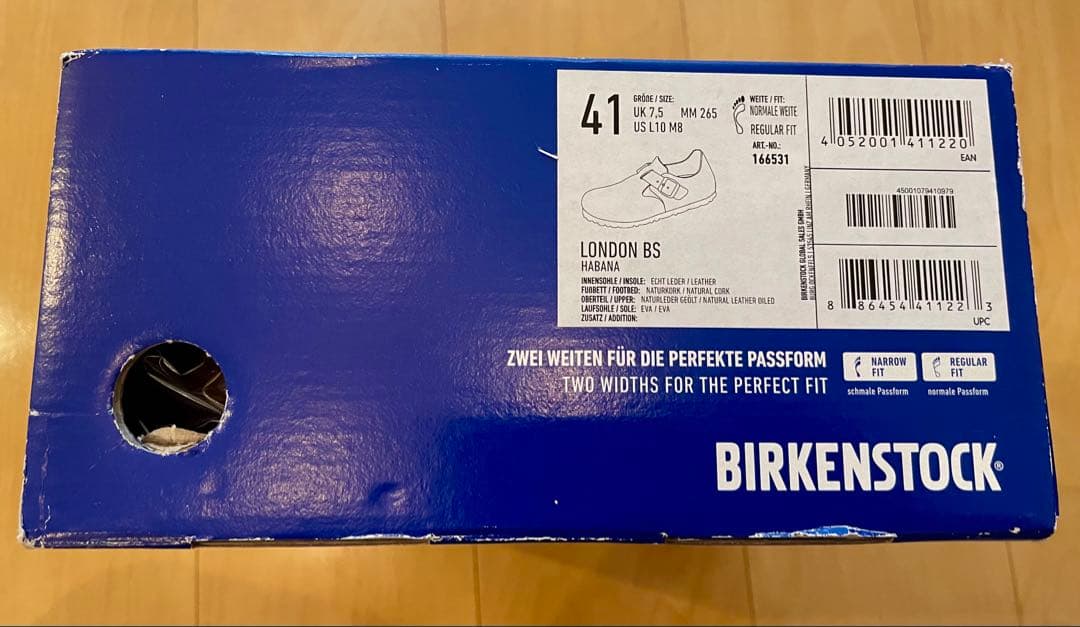 41
GRÖßE / SIZE:
UK 7,5 MM 265
US L10 M8
WEITE / FIT:
NORMALE WEITE
REGULAR FIT
ART.-NO.:
166531
LONDON BS
HABANA
INNENSOHLE / INSOLE: ECHT LEDER / LEATHER
FUßBETT / FOOTBED: NATURKORK / NATURAL CORK
OBERTEIL / UPPER: NATURLEDER GEÖLT / NATURAL LEATHER OILED
LAUFSOHLE / SOLE: EVA / EVA
ZUSATZ / ADDITION:
BIRKENSTOCK GLOBAL SALES GMBH
4 052001 411220
EAN
45001079410979
8 86454 41122 3
UPC
ZWEI WEITEN FÜR DIE PERFEKTE PASSFORM
TWO WIDTHS FOR THE PERFECT FIT
NARROW
FIT
schmale Passform
REGULAR
FIT
normale Passform
BIRKENSTOCK®